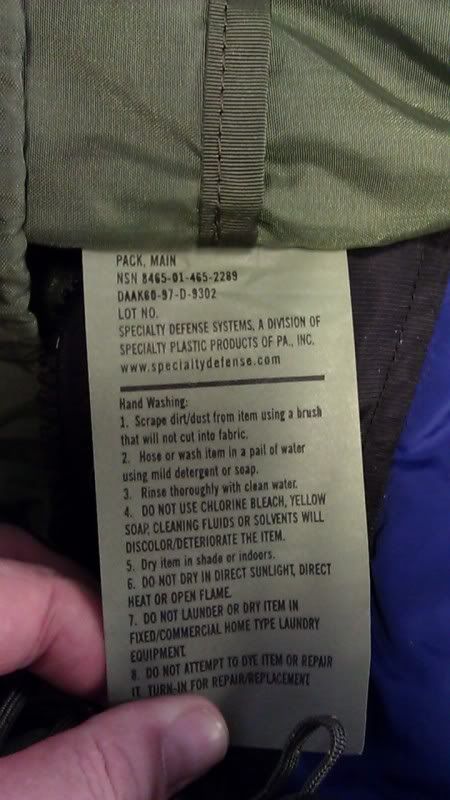 PACK, MAIN
NSN 8465-01-465-2289
DAAK60-97-D-9302
LOT NO.
SPECIALTY DEFENSE SYSTEMS, A DIVISION OF
SPECIALTY PLASTIC PRODUCTS OF PA., INC.
www.specialtydefense.com
Hand Washing:
1. Scrape dirt/dust from item using a brush
that will not cut into fabric.
2. Hose or wash item in a pail of water
using mild detergent or soap.
3. Rinse thoroughly with clean water.
4. DO NOT USE CHLORINE BLEACH, YELLOW
SOAP, CLEANING FLUIDS OR SOLVENTS WILL
DISCOLOR/DETERIORATE THE ITEM.
5. Dry item in shade or indoors.
6. DO NOT DRY IN DIRECT SUNLIGHT, DIRECT
HEAT OR OPEN FLAME.
7. DO NOT LAUNDER OR DRY ITEM IN
FIXED/COMMERCIAL HOME TYPE LAUNDRY
EQUIPMENT.
8. DO NOT ATTEMPT TO DYE ITEM OR REPAIR
IT. TURN-IN FOR REPAIR/REPLACEMENT